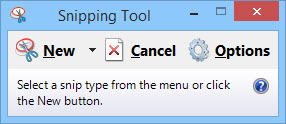 Snipping Tool
New Cancel Options
Select a snip type from the menu or click
the New button.
?